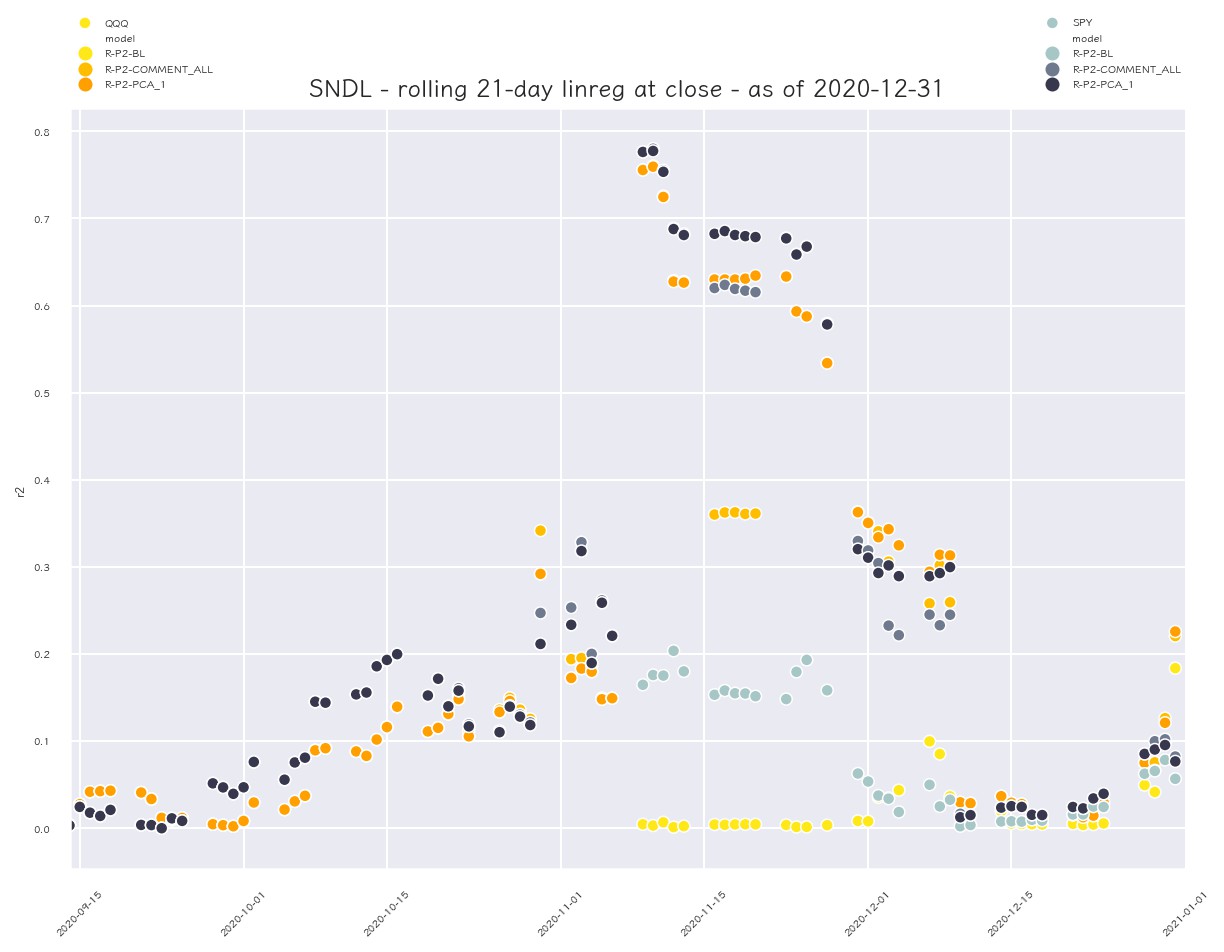 QQQ
model
R-P2-BL
R-P2-COMMENT_ALL
R-P2-PCA_1
SPY
model
R-P2-BL
R-P2-COMMENT_ALL
R-P2-PCA_1
SNDL - rolling 21-day linreg at close - as of 2020-12-31
0.8
0.7
0.6
0.5
0.4
0.3
0.2
0.1
0.0
r2
2020-09-15
2020-10-01
2020-10-15
2020-11-01
2020-11-15
2020-12-01
2020-12-15
2021-01-01